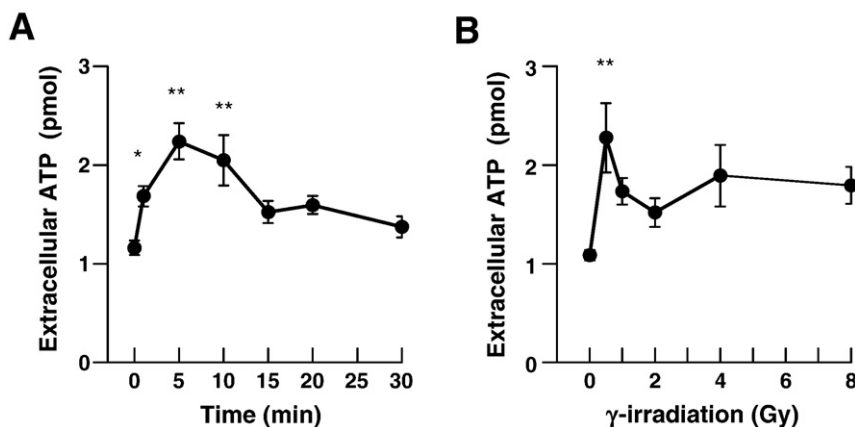 A
Extracellular ATP (pmol)
3
2
1
0
*
**
**
0 5 10 15 20 25 30
Time (min)
B
Extracellular ATP (pmol)
3
2
1
0
**
0 2 4 6 8
γ-irradiation (Gy)